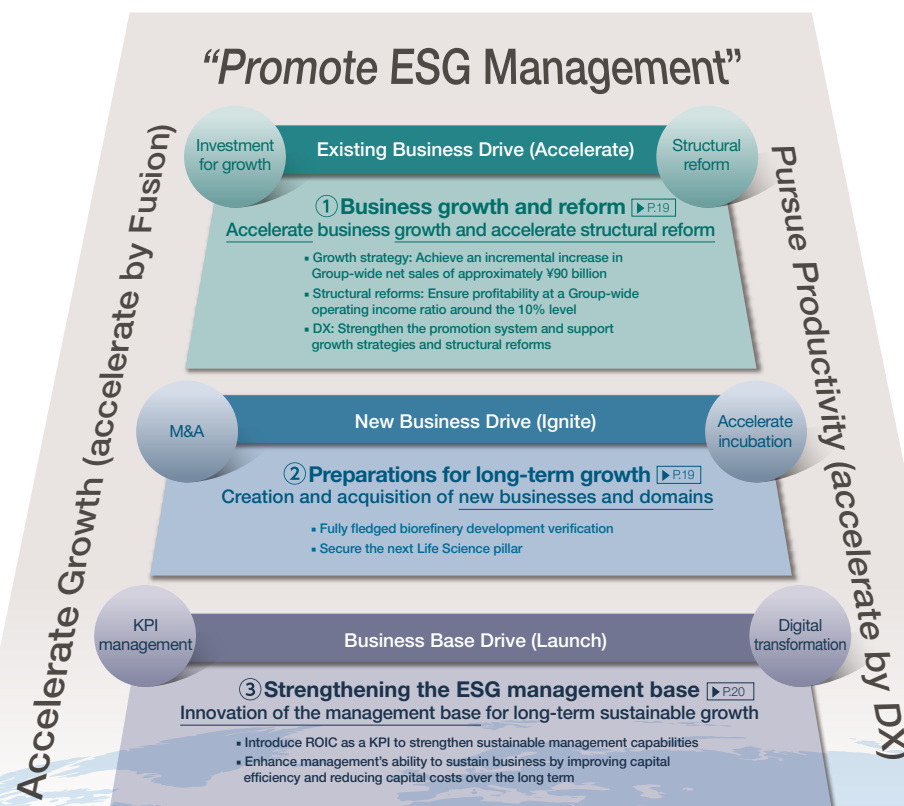 “Promote ESG Management”
Accelerate Growth (accelerate by Fusion)
Pursue Productivity (accelerate by DX)
Investment
for growth
Existing Business Drive (Accelerate)
Structural
reform
①Business growth and reform ▶P.19
Accelerate business growth and accelerate structural reform
▪ Growth strategy: Achieve an incremental increase in
Group-wide net sales of approximately ¥90 billion
▪ Structural reforms: Ensure profitability at a Group-wide
operating income ratio around the 10% level
▪ DX: Strengthen the promotion system and support
growth strategies and structural reforms
M&A
New Business Drive (Ignite)
Accelerate
incubation
②Preparations for long-term growth ▶P.19
Creation and acquisition of new businesses and domains
▪ Fully fledged biorefinery development verification
▪ Secure the next Life Science pillar
KPI
management
Business Base Drive (Launch)
Digital
transformation
③Strengthening the ESG management base ▶P.20
Innovation of the management base for long-term sustainable growth
▪ Introduce ROIC as a KPI to strengthen sustainable management capabilities
▪ Enhance management’s ability to sustain business by improving capital
efficiency and reducing capital costs over the long term